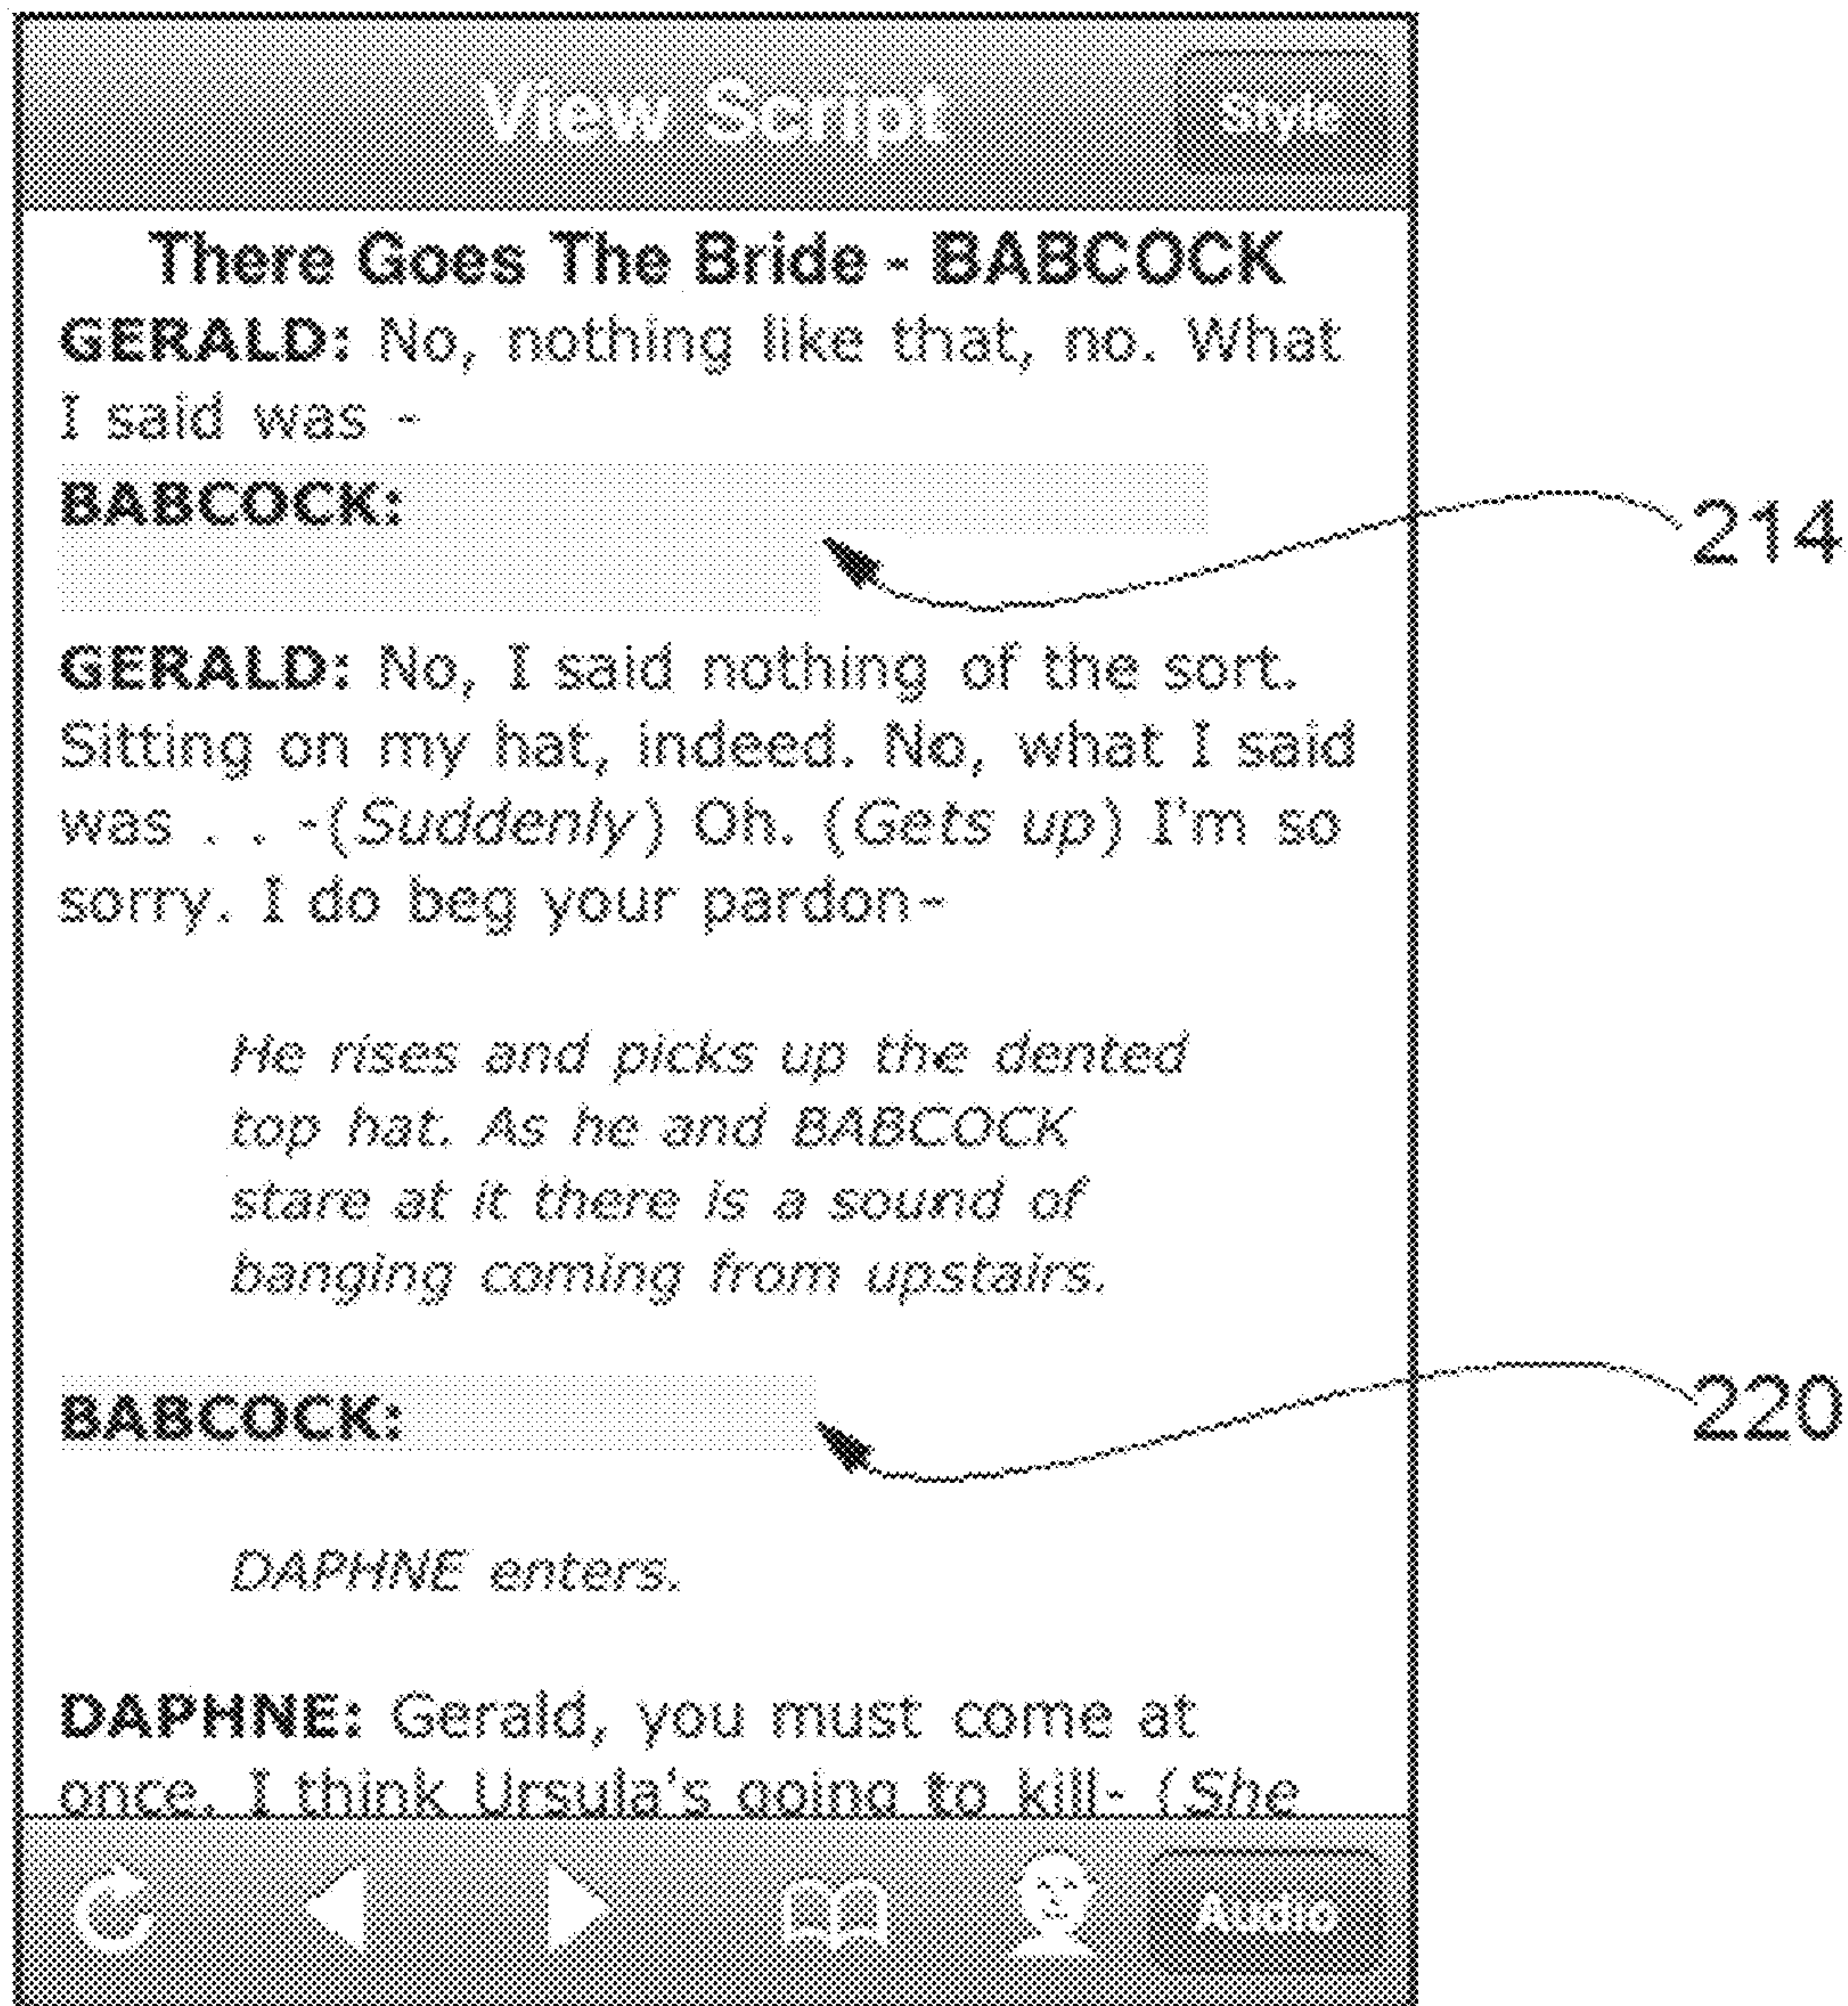 View Script
Style
There Goes The Bride - BABCOCK
GERALD: No, nothing like that, no. What
I said was -
BABCOCK:
214
GERALD: No, I said nothing of the sort.
Sitting on my hat, indeed. No, what I said
was . . -(Suddenly) Oh. (Gets up) I'm so
sorry. I do beg your pardon-
He rises and picks up the dented
top hat. As he and BABCOCK
stare at it there is a sound of
banging coming from upstairs.
BABCOCK:
220
DAPHNE enters.
DAPHNE: Gerald, you must come at
once. I think Ursula's going to kill- (She
Audio